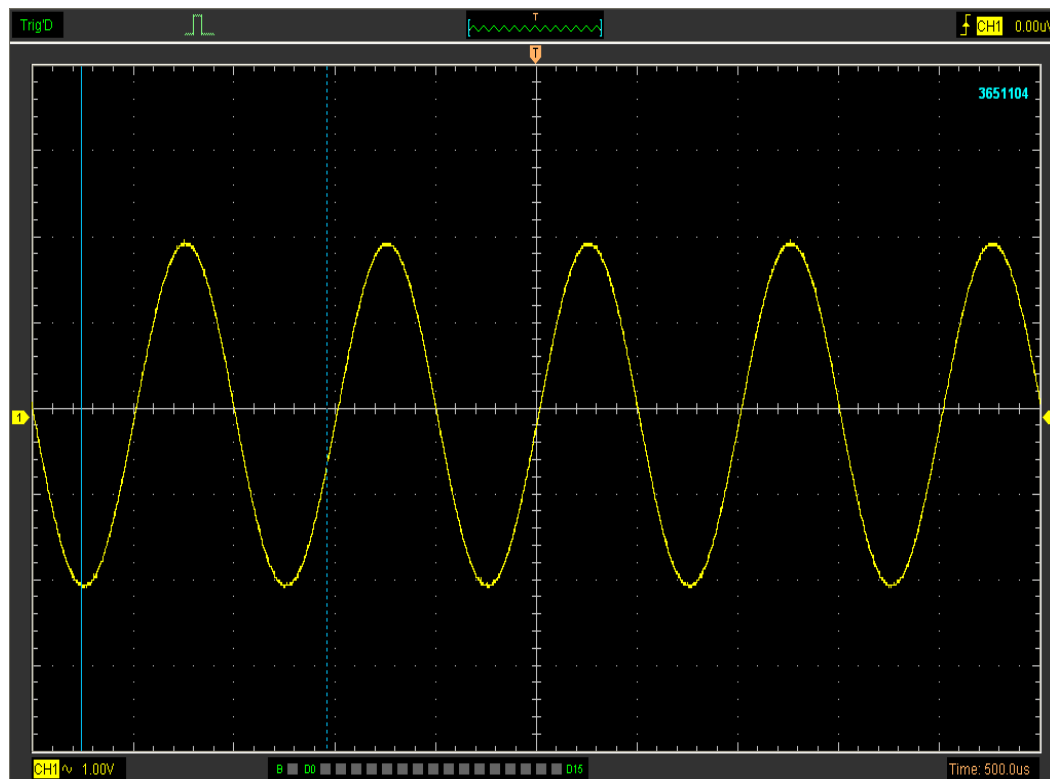 Trig'D
T
CH1 0.00uV
T
3651104
1
CH1 ~ 1.00V
B D0 D15
Time: 500.0us